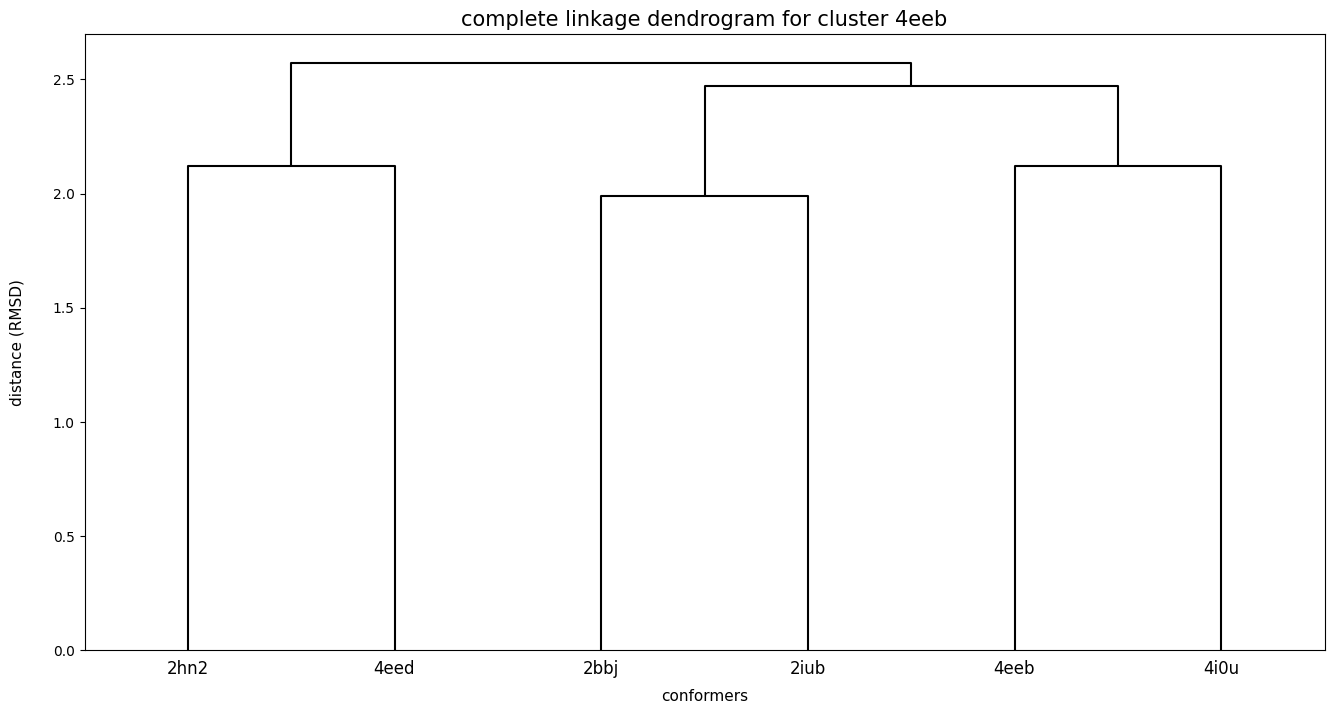 complete linkage dendrogram for cluster 4eeb
distance (RMSD)
2.5
2.0
1.5
1.0
0.5
0.0
2hn2 4eed 2bbj 2iub 4eeb 4i0u
conformers